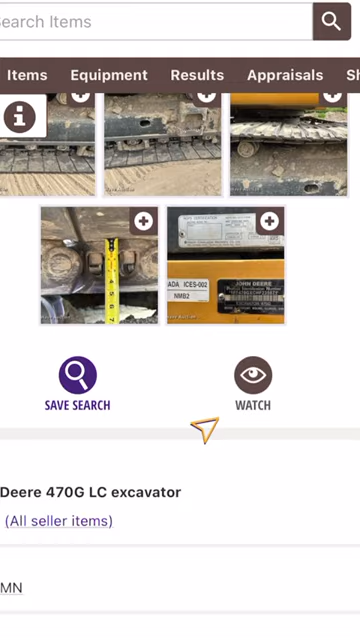 Search Items
Items Equipment Results Appraisals Sh
ADA ICES-002
NMB2
JOHN DEERE
SAVE SEARCH
WATCH
Deere 470G LC excavator
(All seller items)
MN